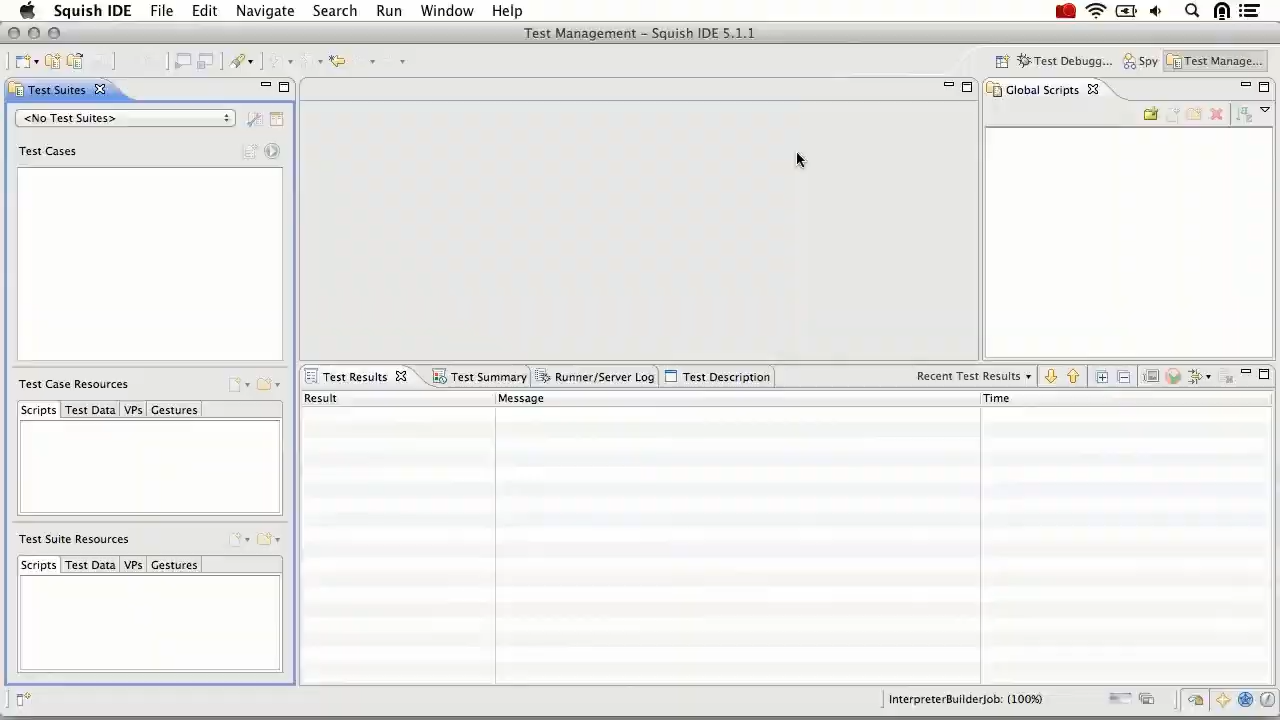 Squish IDE File Edit Navigate Search Run Window Help
Test Management – Squish IDE 5.1.1
Test Debugg... Spy Test Manage...
Test Suites
Global Scripts
<No Test Suites>
Test Cases
Test Case Resources
Scripts Test Data VPs Gestures
Test Suite Resources
Scripts Test Data VPs Gestures
Test Results Test Summary Runner/Server Log Test Description Recent Test Results
Result Message Time
InterpreterBuilderJob: (100%)